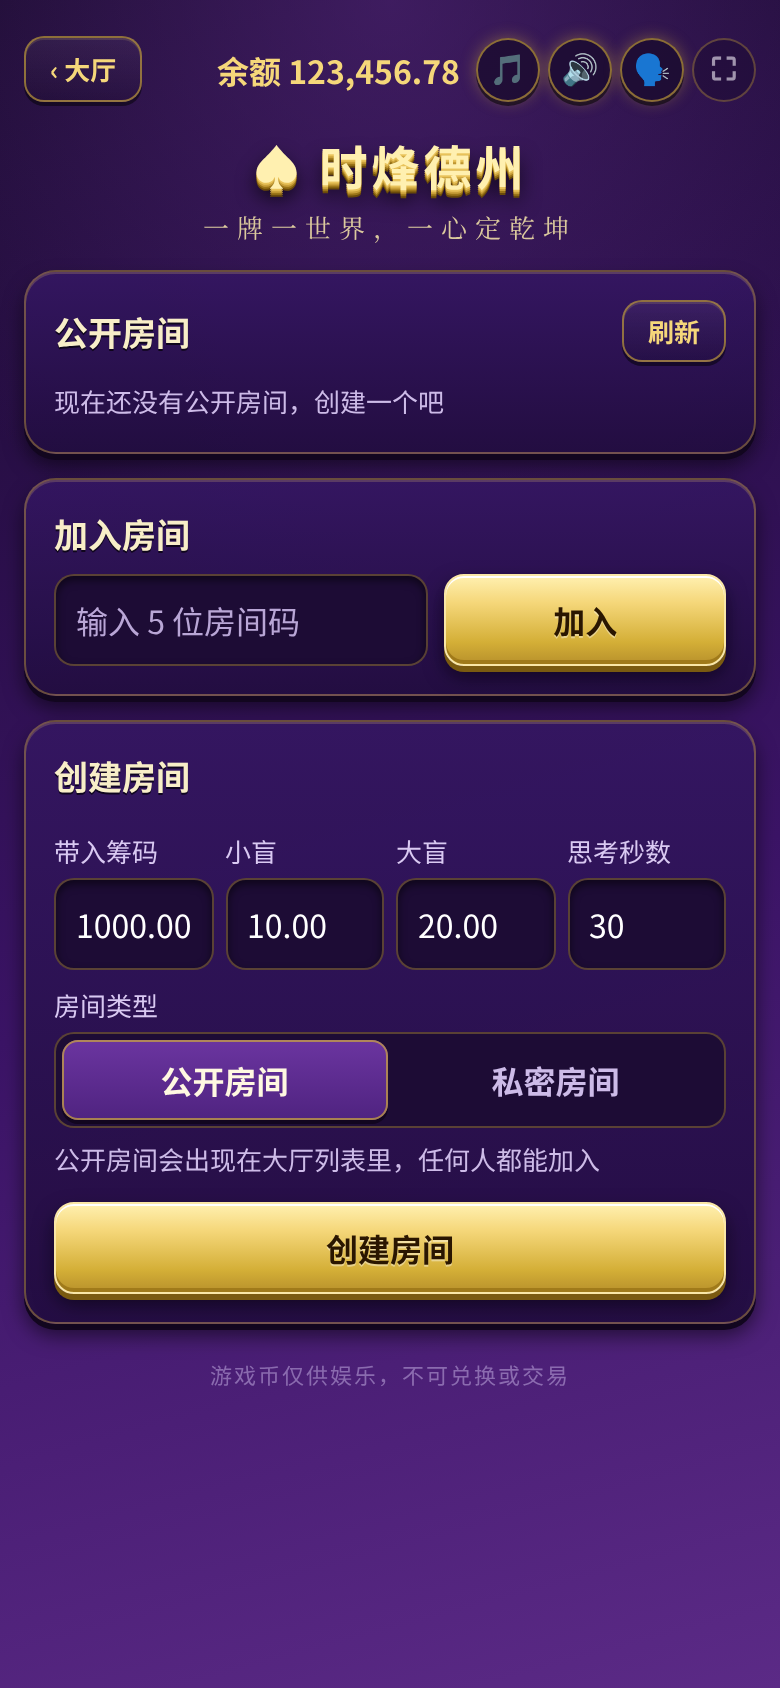 ‹ 大厅
余额 123,456.78
♠ 时烽德州
一牌一世界，一心定乾坤
公开房间
刷新
现在还没有公开房间，创建一个吧
加入房间
输入 5 位房间码
加入
创建房间
带入筹码 小盲 大盲 思考秒数
1000.00 10.00 20.00 30
房间类型
公开房间 私密房间
公开房间会出现在大厅列表里，任何人都能加入
创建房间
游戏币仅供娱乐，不可兑换或交易